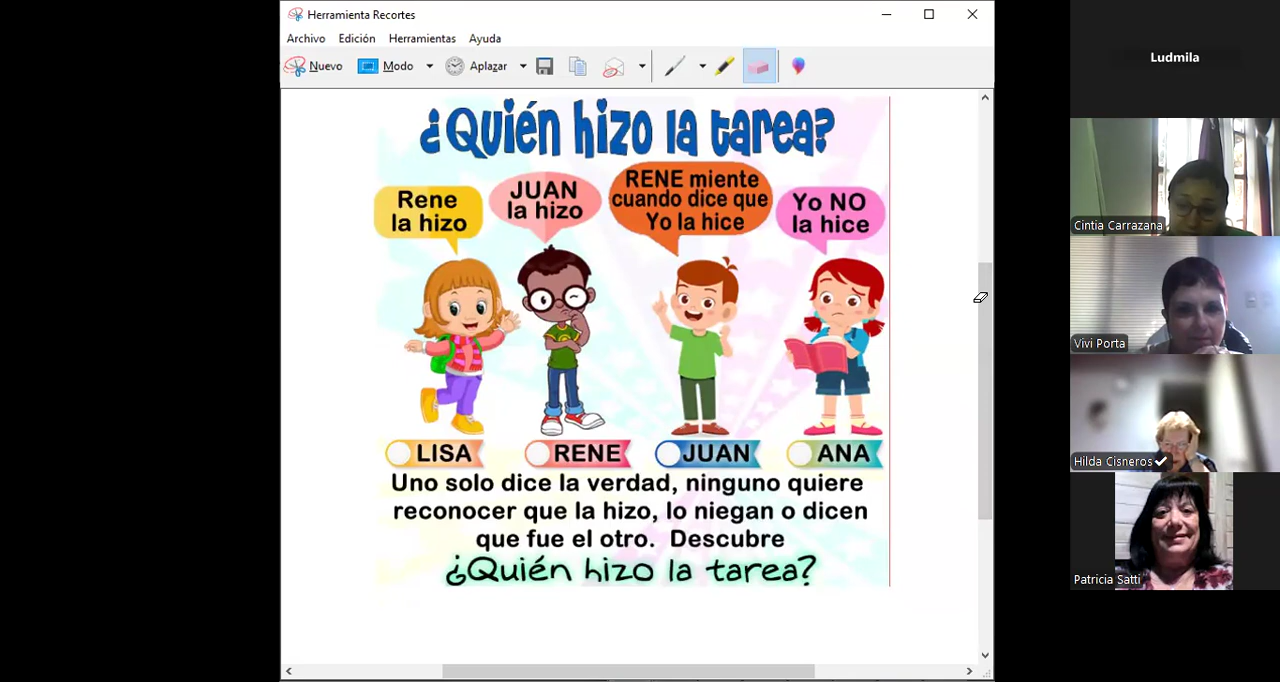 Herramienta Recortes
Archivo Edición Herramientas Ayuda
Nuevo Modo Aplazar
¿Quién hizo la tarea?
Rene
la hizo
JUAN
la hizo
RENE miente
cuando dice que
Yo la hice
Yo NO
la hice
LISA RENE JUAN ANA
Uno solo dice la verdad, ninguno quiere
reconocer que la hizo, lo niegan o dicen
que fue el otro. Descubre
¿Quién hizo la tarea?
Ludmila
Cintia Carrazana
Vivi Porta
Hilda Cisneros
Patricia Satti